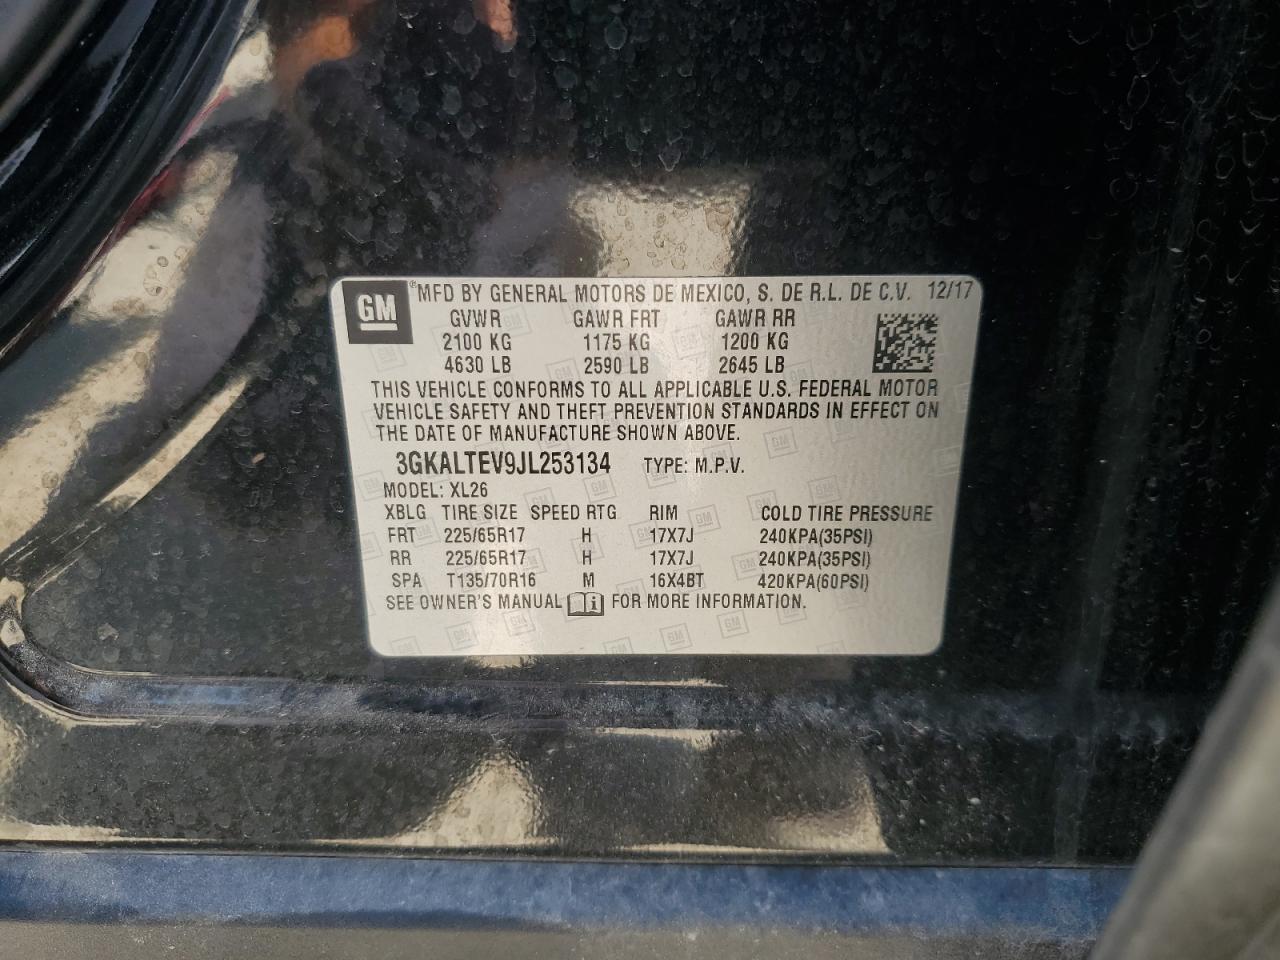 GM ® MFD BY GENERAL MOTORS DE MEXICO, S. DE R.L. DE C.V. 12/17
GVWR GAWR FRT GAWR RR
2100 KG 1175 KG 1200 KG
4630 LB 2590 LB 2645 LB
THIS VEHICLE CONFORMS TO ALL APPLICABLE U.S. FEDERAL MOTOR
VEHICLE SAFETY AND THEFT PREVENTION STANDARDS IN EFFECT ON
THE DATE OF MANUFACTURE SHOWN ABOVE.
3GKALTEV9JL253134 TYPE: M.P.V.
MODEL: XL26
XBLG TIRE SIZE SPEED RTG RIM COLD TIRE PRESSURE
FRT 225/65R17 H 17X7J 240KPA(35PSI)
RR 225/65R17 H 17X7J 240KPA(35PSI)
SPA T135/70R16 M 16X4BT 420KPA(60PSI)
SEE OWNER'S MANUAL i FOR MORE INFORMATION.